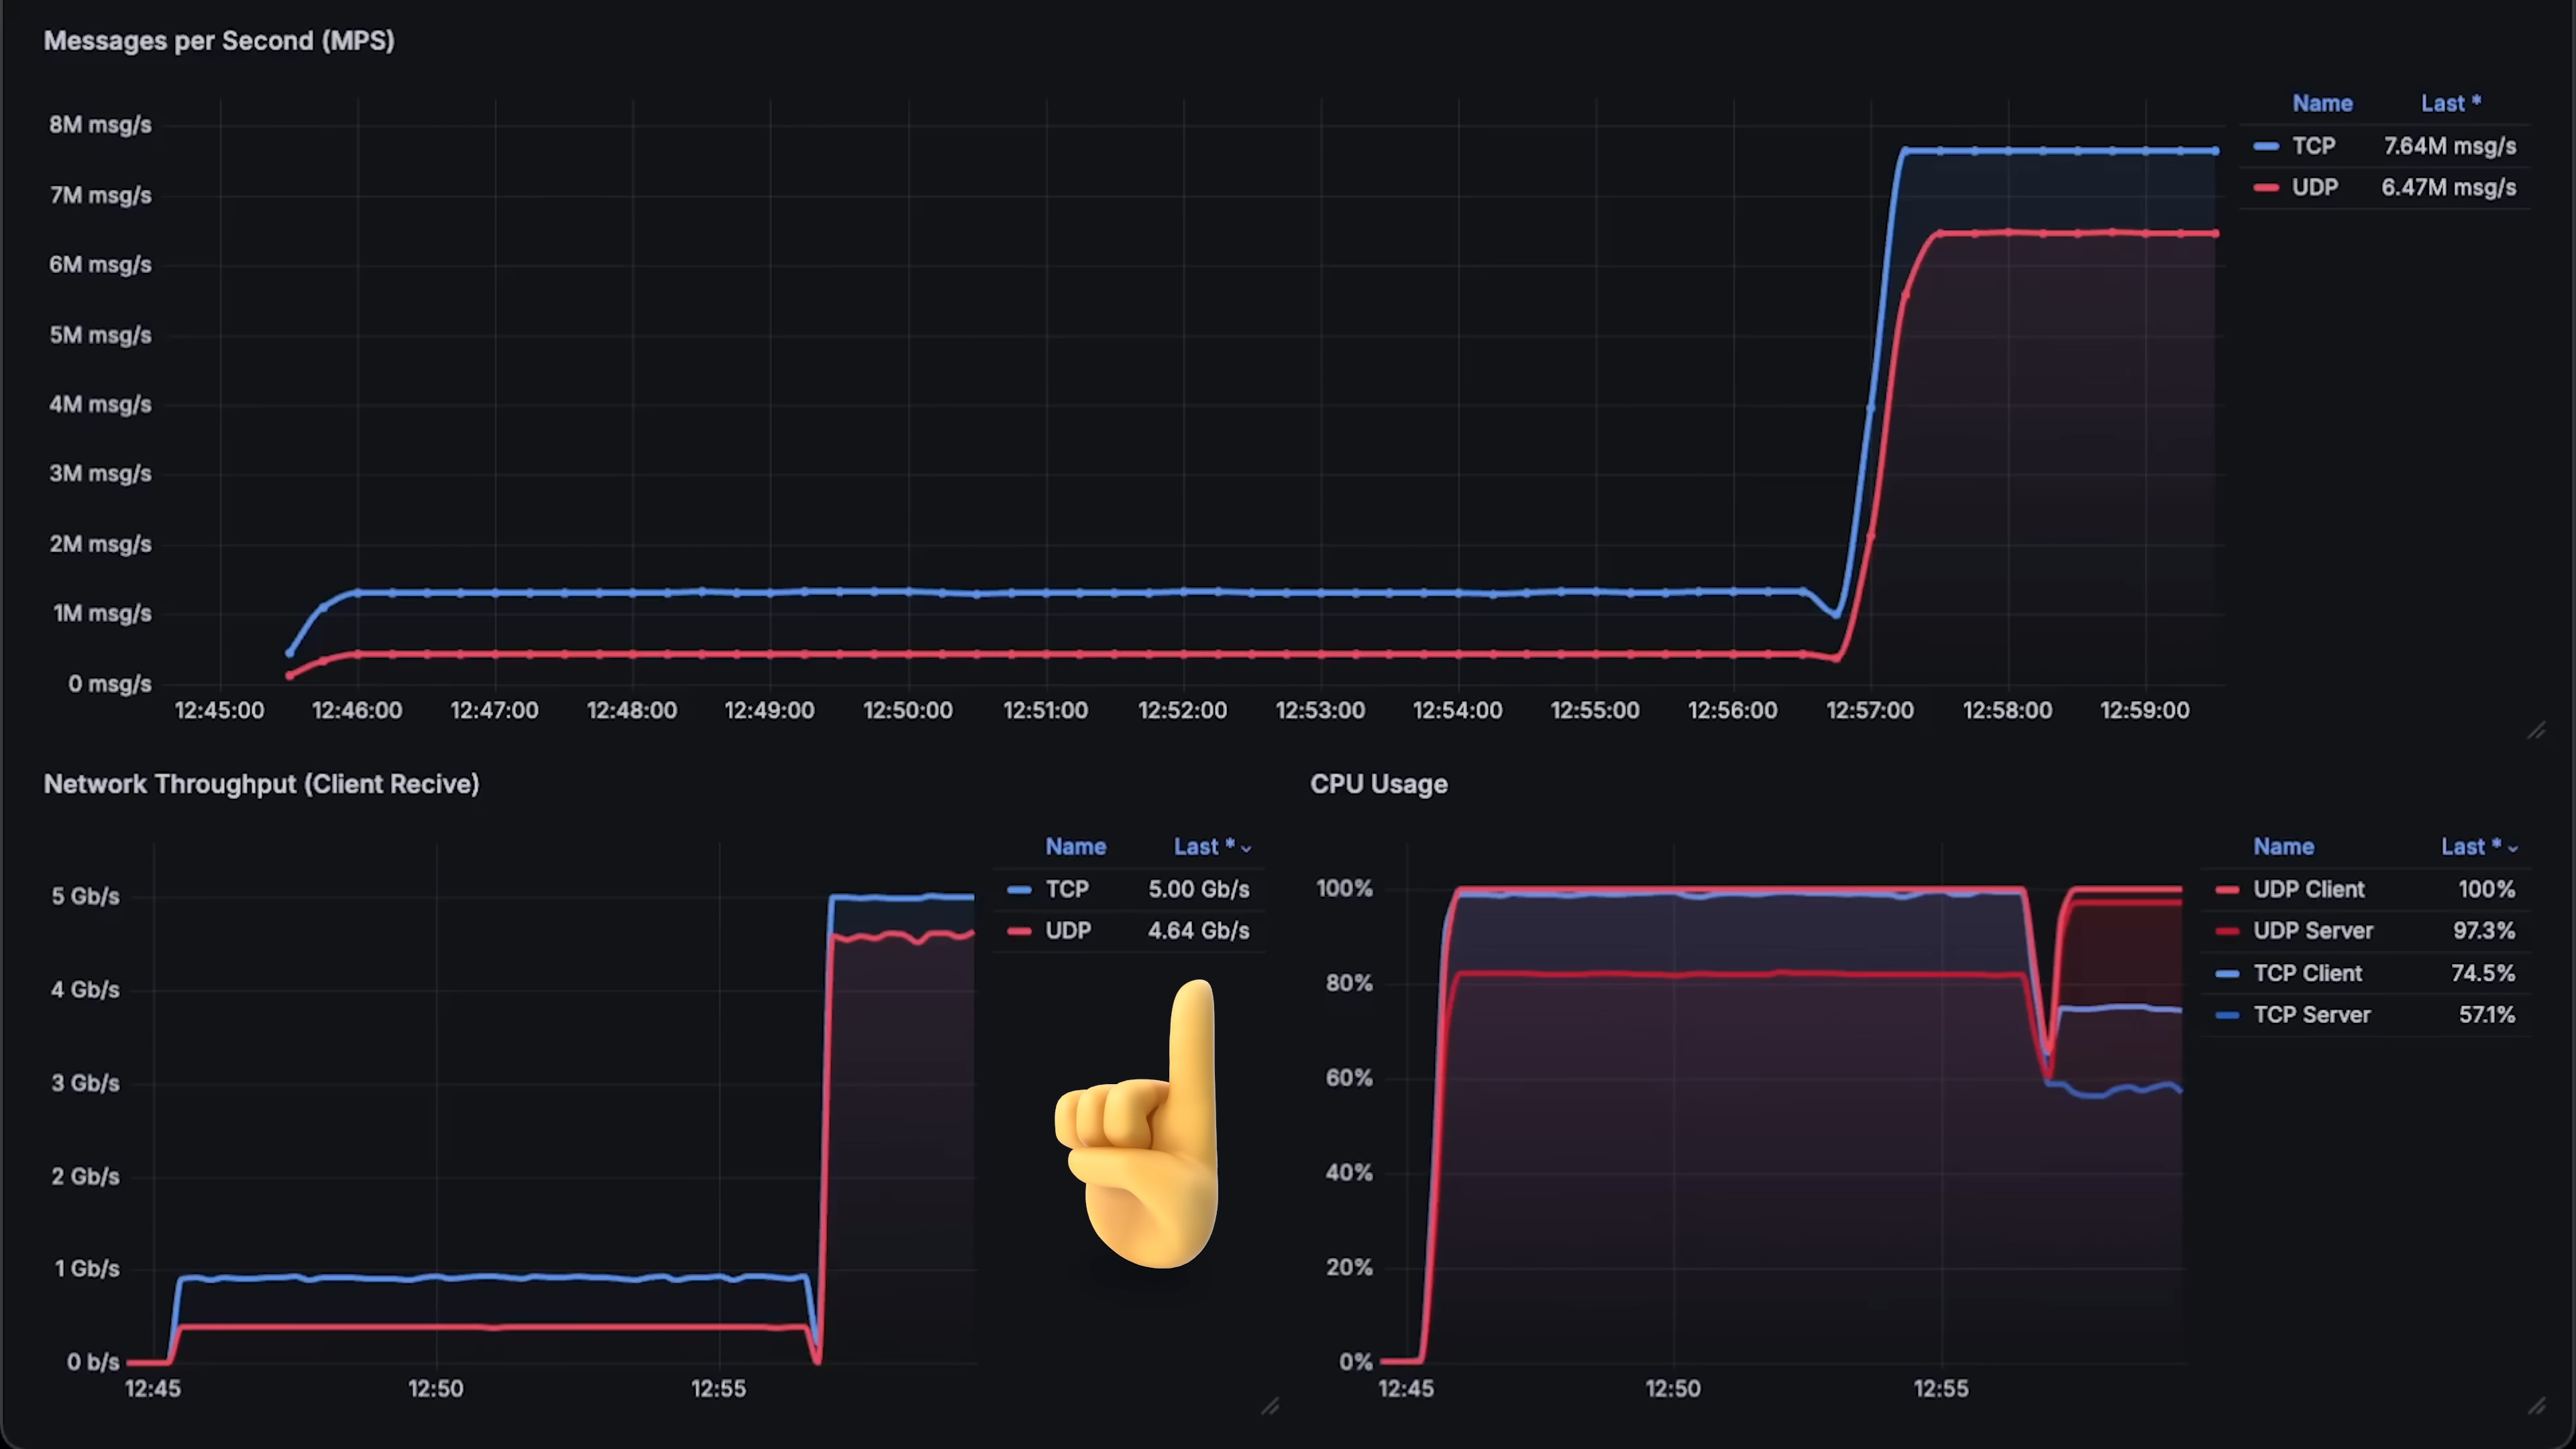 Messages per Second (MPS)
Name Last *
8M msg/s
TCP 7.64M msg/s
7M msg/s
UDP 6.47M msg/s
6M msg/s
5M msg/s
4M msg/s
3M msg/s
2M msg/s
1M msg/s
0 msg/s
12:45:00 12:46:00 12:47:00 12:48:00 12:49:00 12:50:00 12:51:00 12:52:00 12:53:00 12:54:00 12:55:00 12:56:00 12:57:00 12:58:00 12:59:00
Network Throughput (Client Recive)
Name Last *
5 Gb/s
TCP 5.00 Gb/s
UDP 4.64 Gb/s
4 Gb/s
3 Gb/s
2 Gb/s
1 Gb/s
0 b/s
12:45 12:50 12:55
CPU Usage
Name Last *
100%
UDP Client 100%
UDP Server 97.3%
80%
TCP Client 74.5%
TCP Server 57.1%
60%
40%
20%
0%
12:45 12:50 12:55